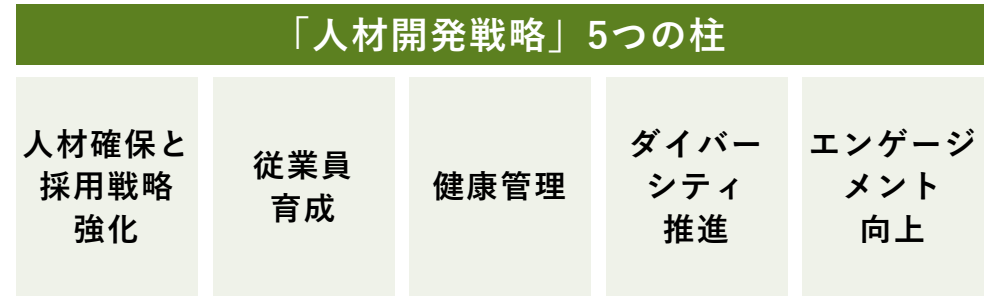 「人材開発戦略」5つの柱
人材確保と
採用戦略
強化
従業員
育成
健康管理
ダイバー
シティ
推進
エンゲージ
メント
向上